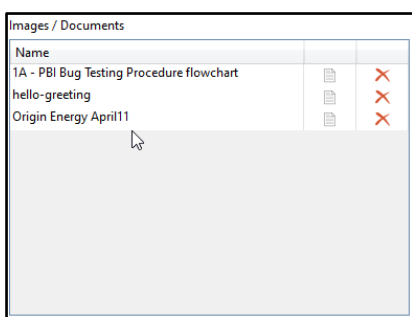 Images / Documents
Name
1A - PBI Bug Testing Procedure flowchart
hello-greeting
Origin Energy April11